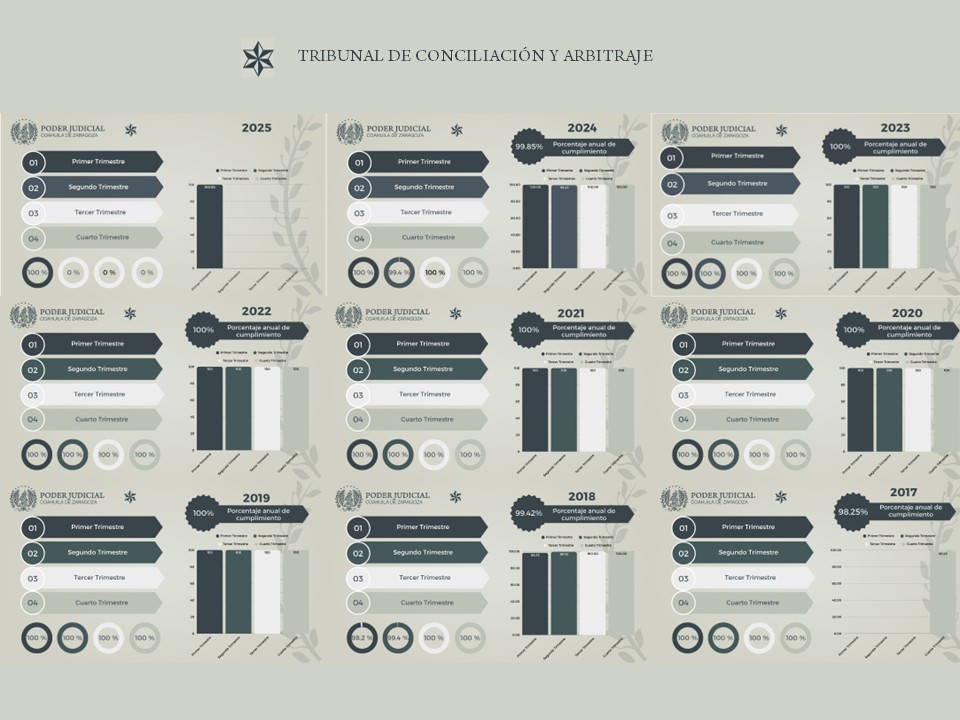 TRIBUNAL DE CONCILIACIÓN Y ARBITRAJE
PODER JUDICIAL
COAHUILA DE ZARAGOZA
2025
01 Primer Trimestre
02 Segundo Trimestre
03 Tercer Trimestre
04 Cuarto Trimestre
100 % 0 % 0 % 0 %
PODER JUDICIAL
COAHUILA DE ZARAGOZA
2024
99.85% Porcentaje anual de
cumplimiento
01 Primer Trimestre
02 Segundo Trimestre
03 Tercer Trimestre
04 Cuarto Trimestre
100 % 99.4 % 100 % 100 %
PODER JUDICIAL
COAHUILA DE ZARAGOZA
2023
100% Porcentaje anual de
cumplimiento
01 Primer Trimestre
02 Segundo Trimestre
03 Tercer Trimestre
04 Cuarto Trimestre
100 % 100 % 100 % 100 %
PODER JUDICIAL
COAHUILA DE ZARAGOZA
2022
100% Porcentaje anual de
cumplimiento
01 Primer Trimestre
02 Segundo Trimestre
03 Tercer Trimestre
04 Cuarto Trimestre
100 % 100 % 100 % 100 %
PODER JUDICIAL
COAHUILA DE ZARAGOZA
2021
100% Porcentaje anual de
cumplimiento
01 Primer Trimestre
02 Segundo Trimestre
03 Tercer Trimestre
04 Cuarto Trimestre
100 % 100 % 100 % 100 %
PODER JUDICIAL
COAHUILA DE ZARAGOZA
2020
100% Porcentaje anual de
cumplimiento
01 Primer Trimestre
02 Segundo Trimestre
03 Tercer Trimestre
04 Cuarto Trimestre
100 % 100 % 100 % 100 %
PODER JUDICIAL
COAHUILA DE ZARAGOZA
2019
100% Porcentaje anual de
cumplimiento
01 Primer Trimestre
02 Segundo Trimestre
03 Tercer Trimestre
04 Cuarto Trimestre
100 % 100 % 100 % 100 %
PODER JUDICIAL
COAHUILA DE ZARAGOZA
2018
99.42% Porcentaje anual de
cumplimiento
01 Primer Trimestre
02 Segundo Trimestre
03 Tercer Trimestre
04 Cuarto Trimestre
98.2 % 99.4 % 100 % 100 %
PODER JUDICIAL
COAHUILA DE ZARAGOZA
2017
98.25% Porcentaje anual de
cumplimiento
01 Primer Trimestre
02 Segundo Trimestre
03 Tercer Trimestre
04 Cuarto Trimestre
100 % 100 % 100 % 100 %